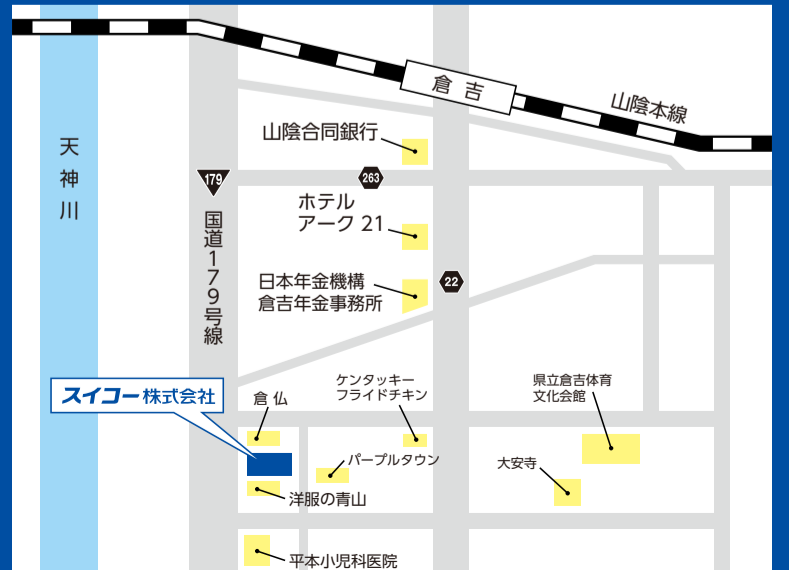 倉吉
山陰本線
山陰合同銀行
天神川
179
263
ホテル
アーク 21
国道179号線
日本年金機構
倉吉年金事務所
22
スイコー株式会社
倉仏
ケンタッキー
フライドチキン
県立倉吉体育
文化会館
パープルタウン
大安寺
洋服の青山
平本小児科医院